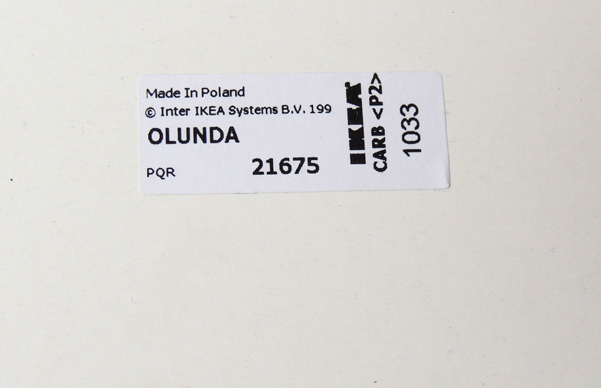 Made In Poland
© Inter IKEA Systems B.V. 199
OLUNDA
PQR 21675
IKEA
CARB <P2>
1033